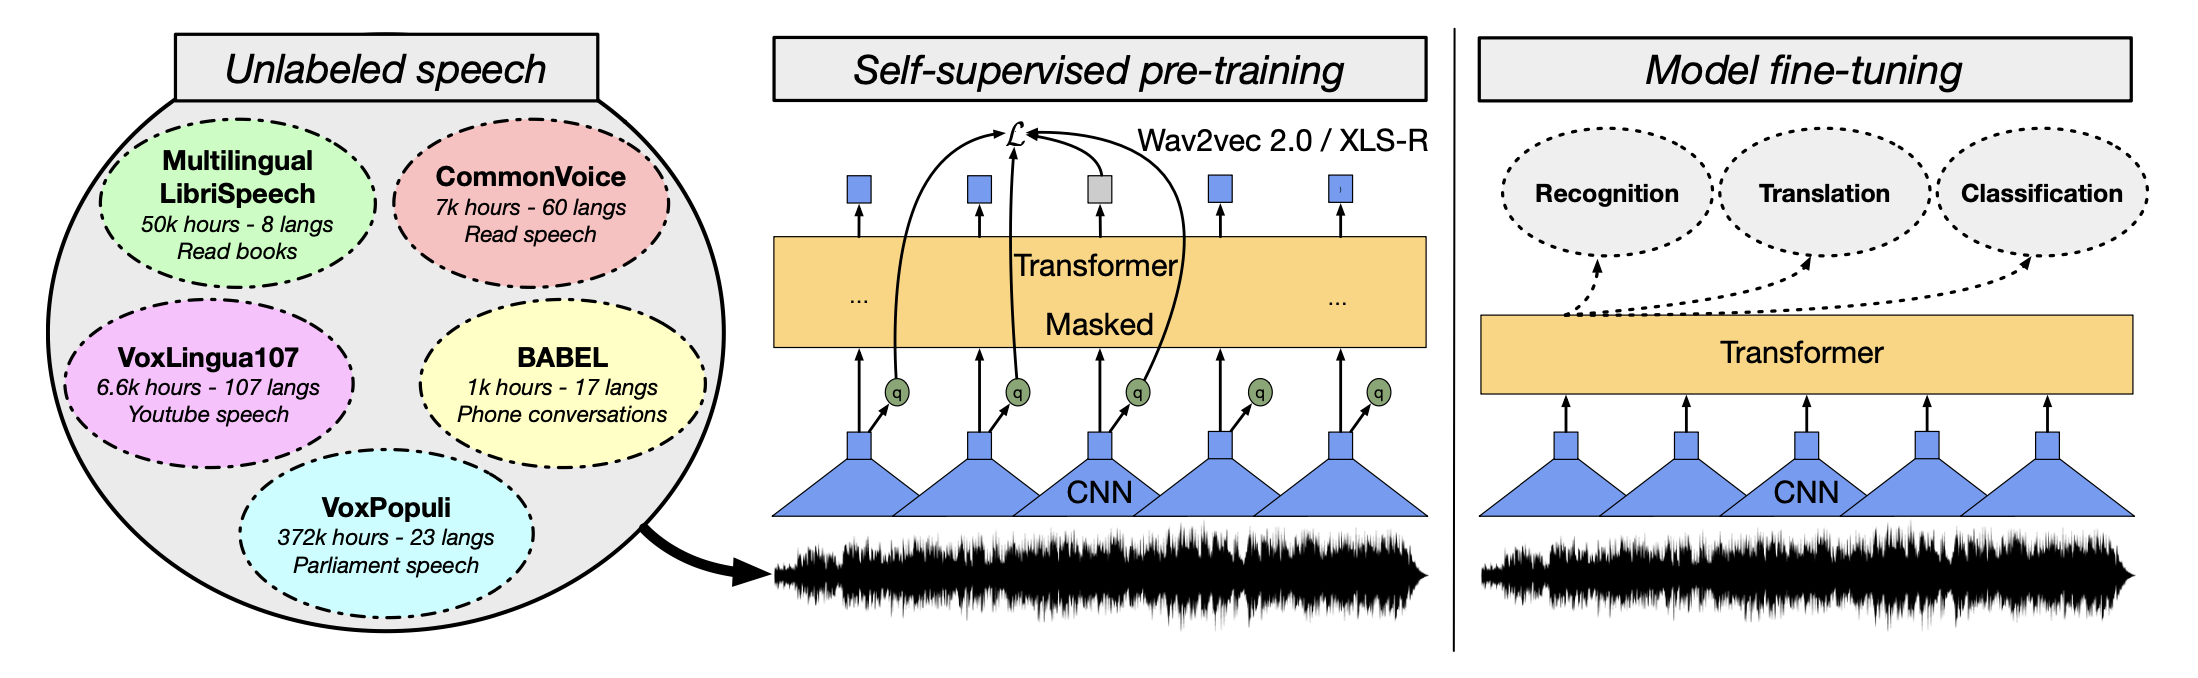 Unlabeled speech
Multilingual
LibriSpeech
50k hours - 8 langs
Read books
CommonVoice
7k hours - 60 langs
Read speech
VoxLingua107
6.6k hours - 107 langs
Youtube speech
BABEL
1k hours - 17 langs
Phone conversations
VoxPopuli
372k hours - 23 langs
Parliament speech
Self-supervised pre-training
ℒ
Wav2vec 2.0 / XLS-R
Transformer
... ...
Masked
q q q q q
CNN
Model fine-tuning
Recognition
Translation
Classification
Transformer
CNN